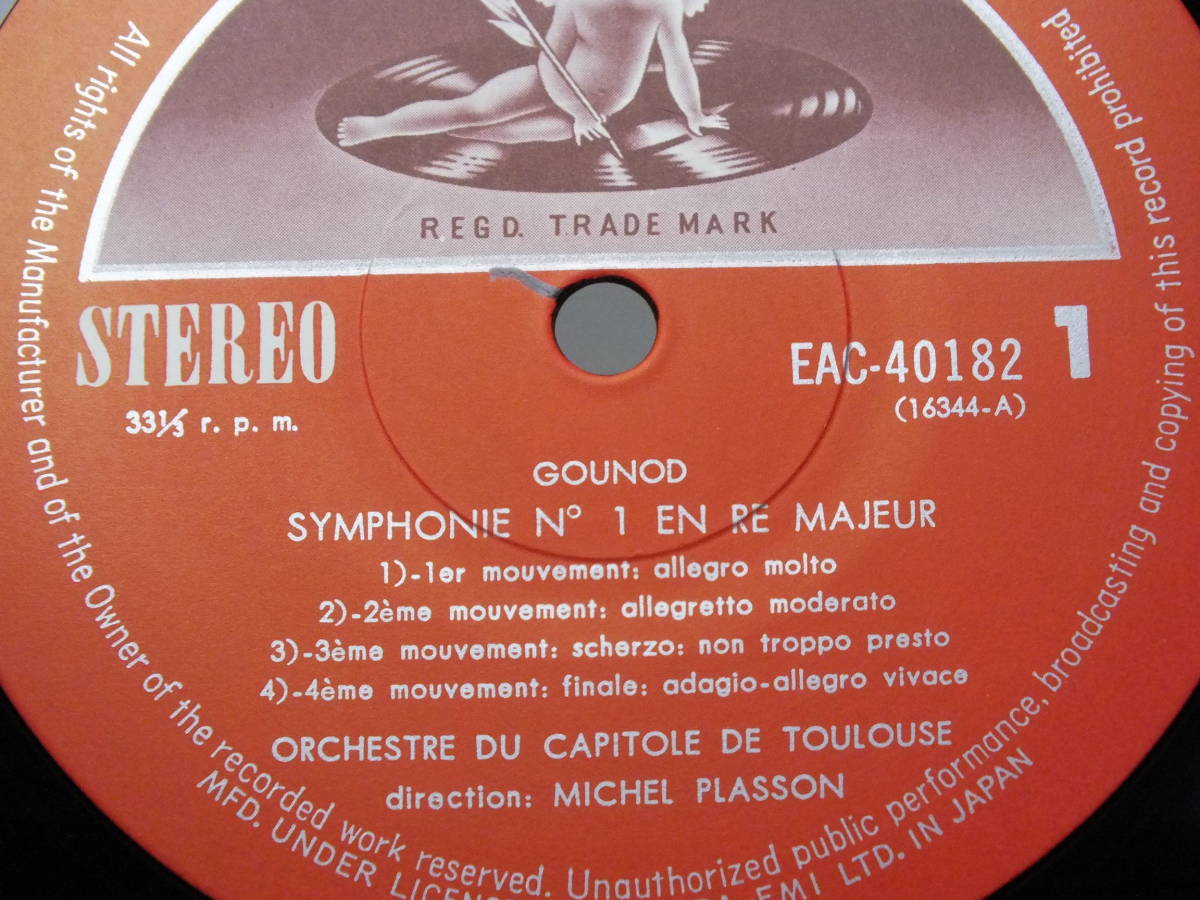 REGD. TRADE MARK
STEREO
33⅓ r. p. m.
EAC-40182
(16344-A)
1
GOUNOD
SYMPHONIE N° 1 EN RE MAJEUR
1)-1er mouvement: allegro molto
2)-2ème mouvement: allegretto moderato
3)-3ème mouvement: scherzo: non troppo presto
4)-4ème mouvement: finale: adagio-allegro vivace
ORCHESTRE DU CAPITOLE DE TOULOUSE
direction: MICHEL PLASSON
All rights of the Manufacturer and of the Owner of the recorded work reserved. Unauthorized public performance, broadcasting and copying of this record prohibited
MFD. UNDER EMI LTD. IN JAPAN